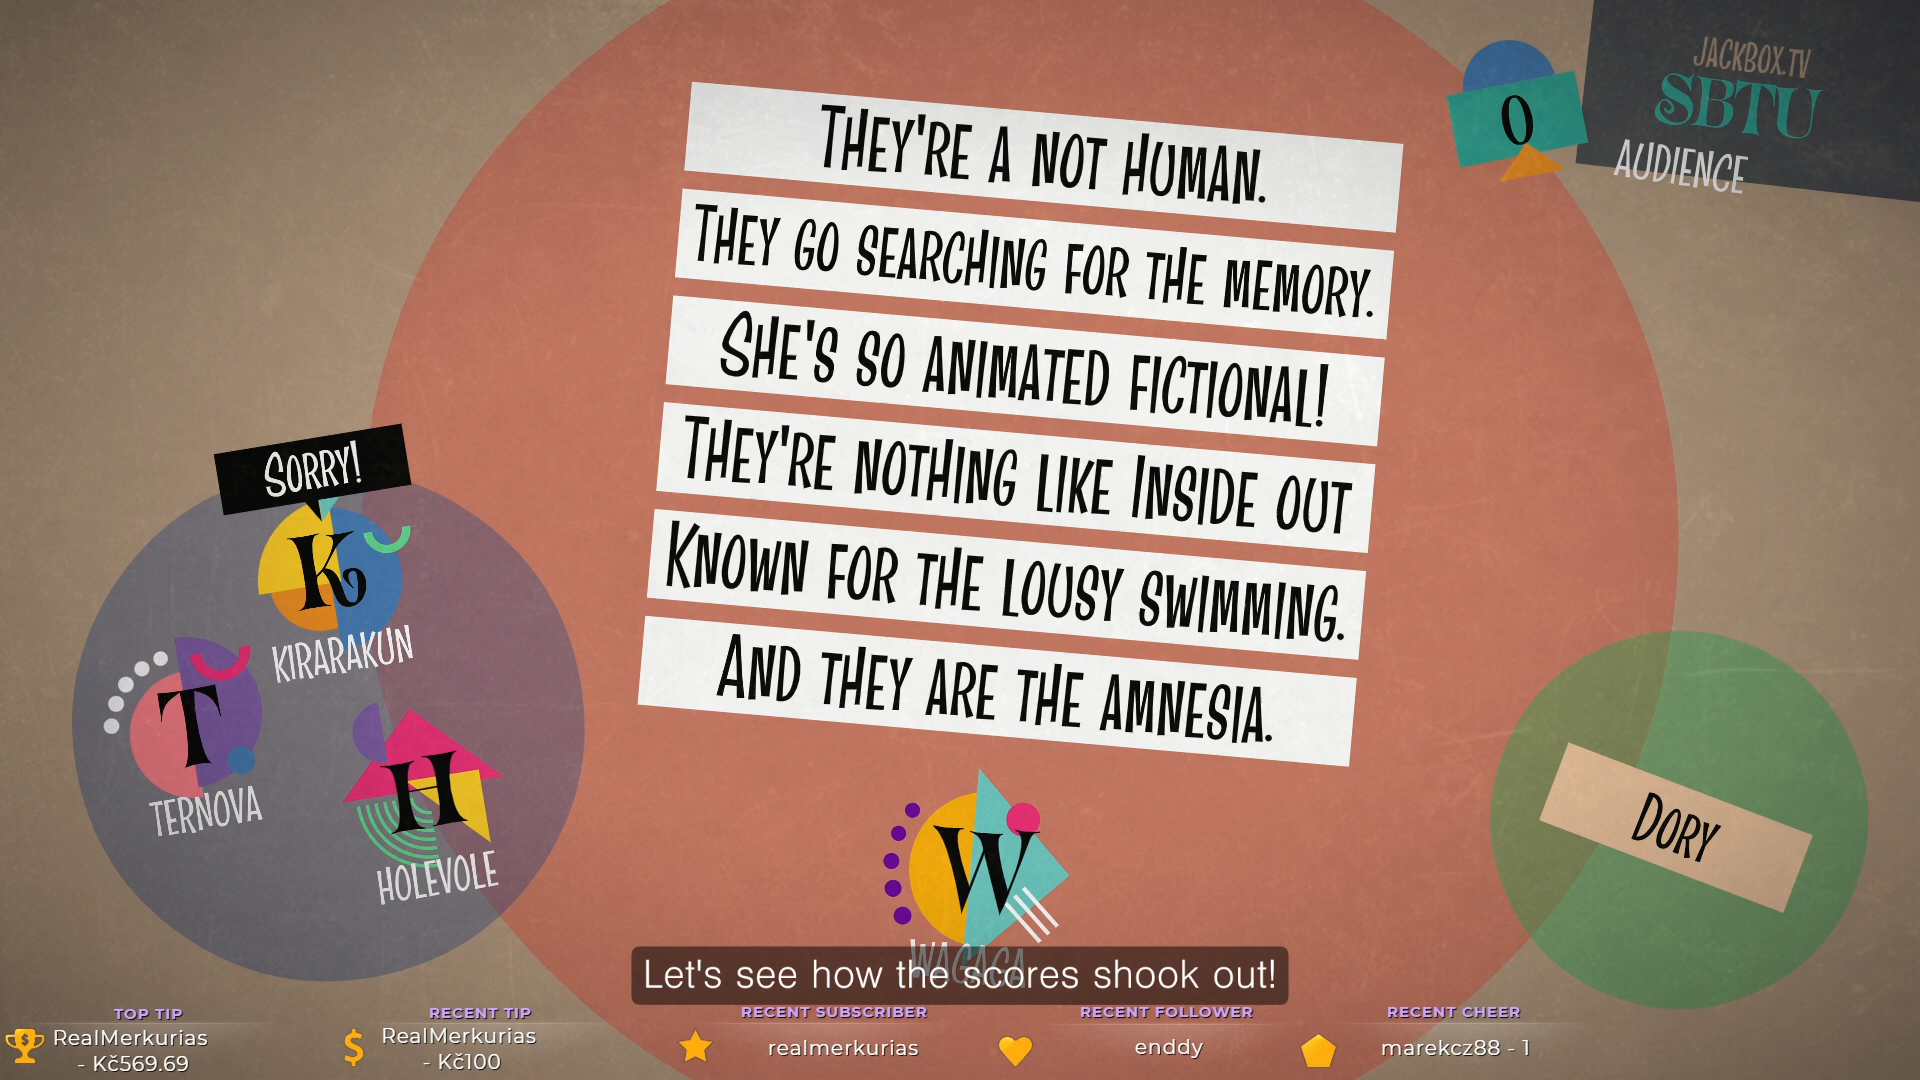 JACKBOX.TV
SBTU
0
AUDIENCE
They're a not human.
They go searching for the memory.
She's so animated fictional!
They're nothing like Inside out
Known for the lousy swimming.
And they are the amnesia.
Sorry!
K
KIRARAKUN
T
TERNOVA
H
HOLEVOLE
Dory
W
WAGAGA
Let's see how the scores shook out!
TOP TIP
RealMerkurias
- Kč569.69
RECENT TIP
RealMerkurias
- Kč100
RECENT SUBSCRIBER
realmerkurias
RECENT FOLLOWER
enddy
RECENT CHEER
marekcz88 - 1